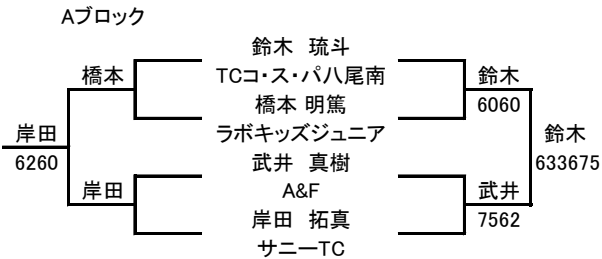 Aブロック
鈴木 琉斗
橋本 TCコ・ス・パ八尾南 鈴木
橋本 明篤 6060
岸田 ラボキッズジュニア 鈴木
6260 武井 真樹 633675
岸田 A&F 武井
岸田 拓真 7562
サニーTC